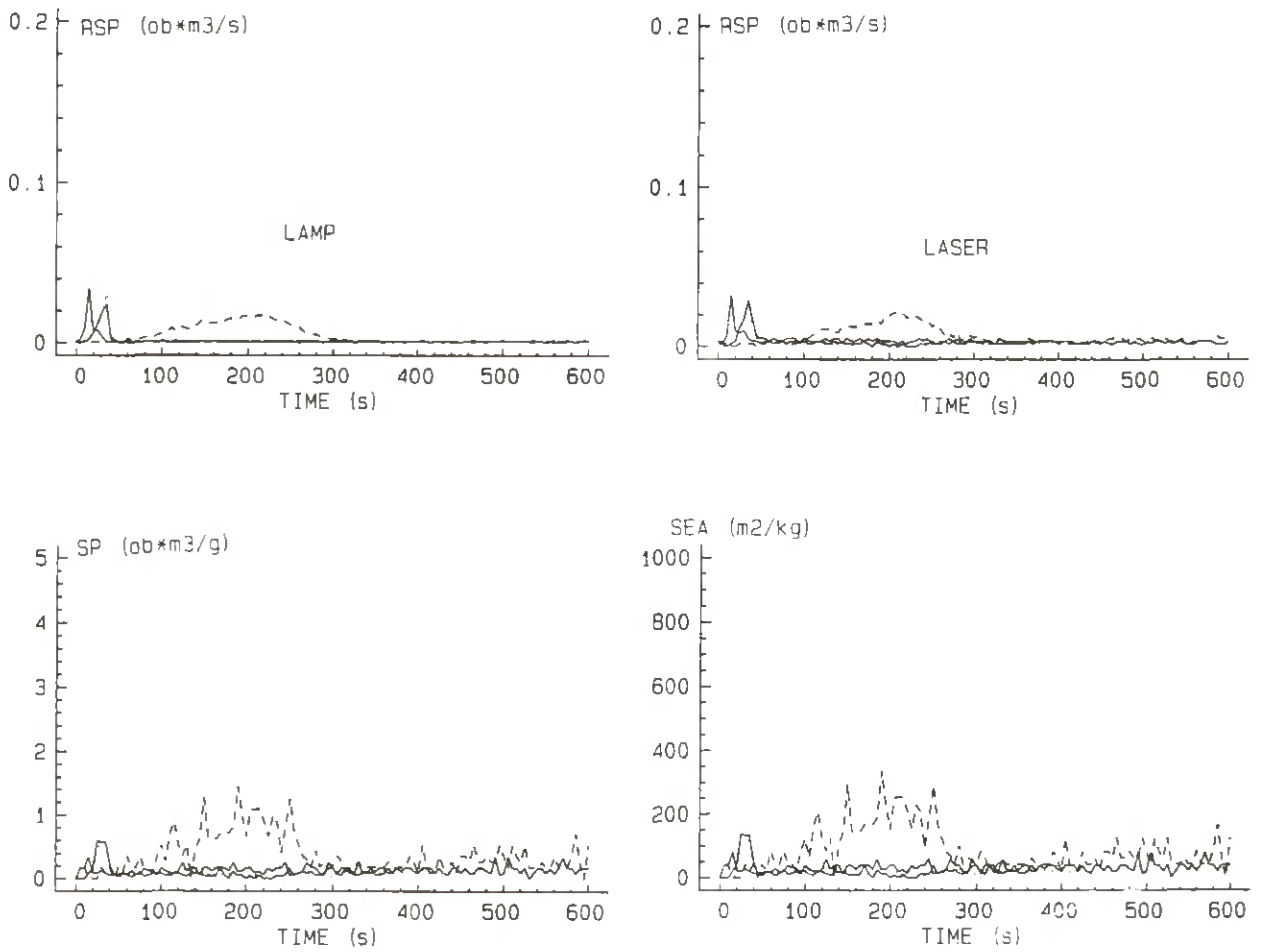 0.2 RSP (ob*m3/s)
0.1
LAMP
0
0 100 200 300 400 500 600
TIME (s)
0.2 RSP (ob*m3/s)
0.1
LASER
0
0 100 200 300 400 500 600
TIME (s)
SP (ob*m3/g)
5
4
3
2
1
0
0 100 200 300 400 500 600
TIME (s)
SEA (m2/kg)
1000
800
600
400
200
0
0 100 200 300 400 500 600
TIME (s)